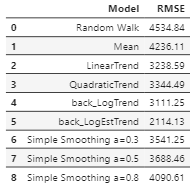 Model RMSE
0 Random Walk 4534.84
1 Mean 4236.11
2 LinearTrend 3238.59
3 QuadraticTrend 3344.49
4 back_LogTrend 3111.25
5 back_LogEstTrend 2114.13
6 Simple Smoothing a=0.3 3541.25
7 Simple Smoothing a=0.5 3688.46
8 Simple Smoothing a=0.8 4090.61